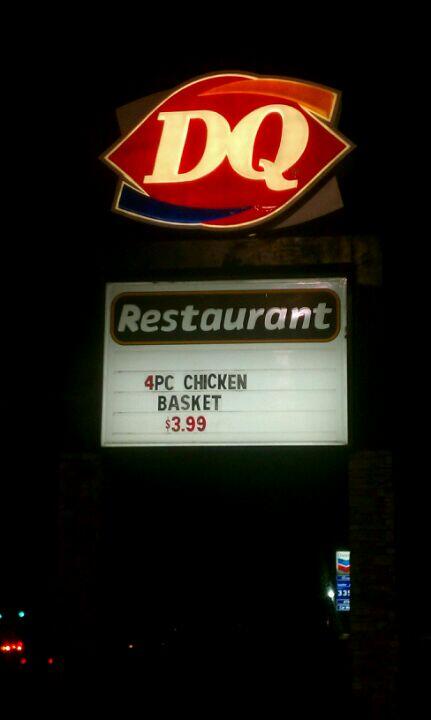 DQ
Restaurant
4PC CHICKEN
BASKET
$3.99